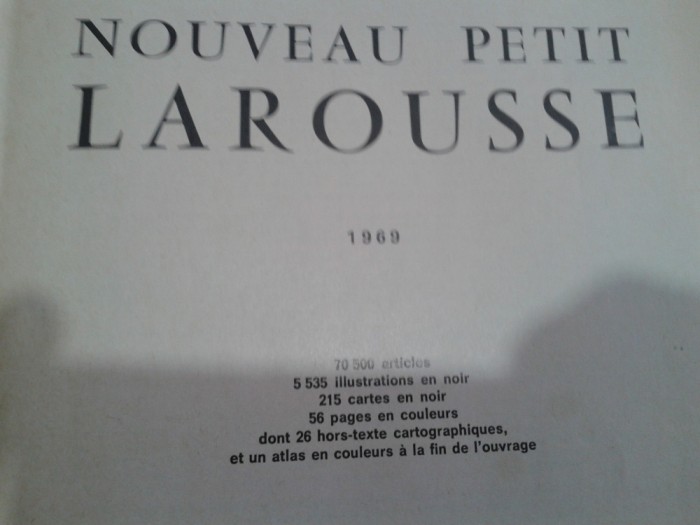 NOUVEAU PETIT
LAROUSSE
1969
70 500 articles
5 535 illustrations en noir
215 cartes en noir
56 pages en couleurs
dont 26 hors-texte cartographiques,
et un atlas en couleurs à la fin de l'ouvrage